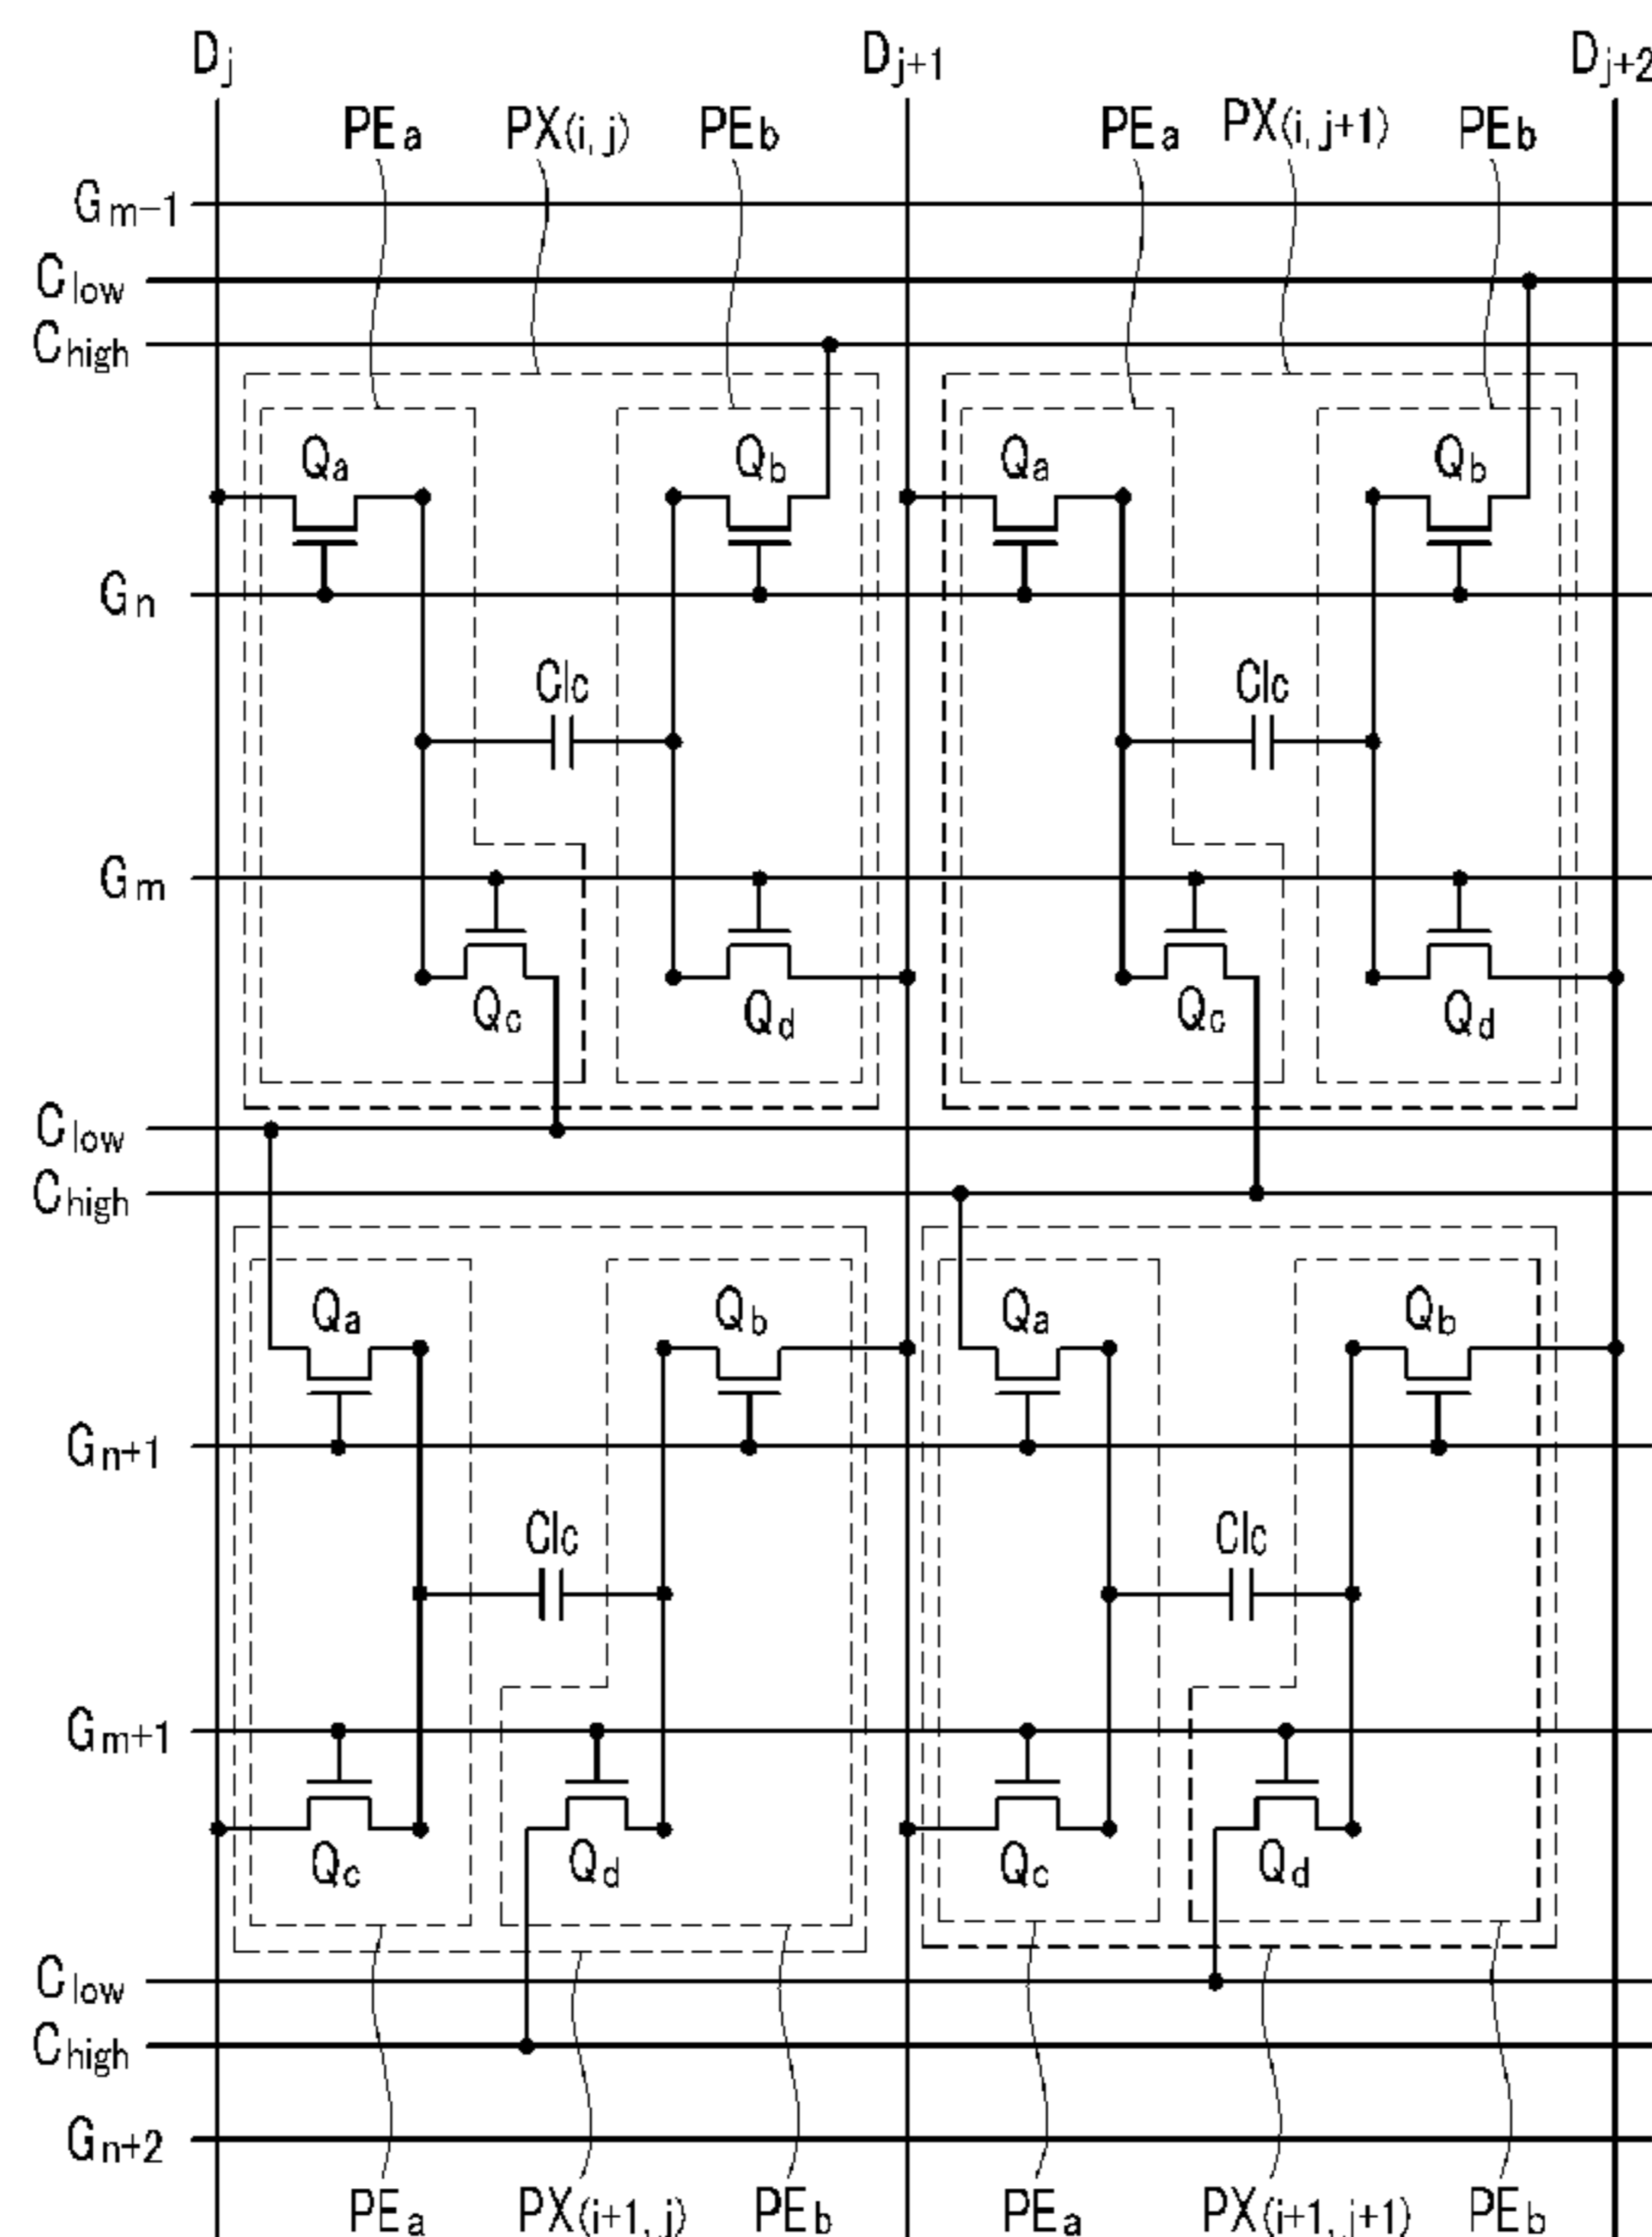 Dj Dj+1 Dj+2
PEa PX(i, j) PEb PEa PX(i, j+1) PEb
Gm-1
Clow
Chigh
Qa Qb Qa Qb
Gn
Clc Clc
Gm
Qc Qd Qc Qd
Clow
Chigh
Qa Qb Qa Qb
Gn+1
Clc Clc
Gm+1
Qc Qd Qc Qd
Clow
Chigh
Gn+2
PEa PX(i+1, j) PEb PEa PX(i+1, j+1) PEb